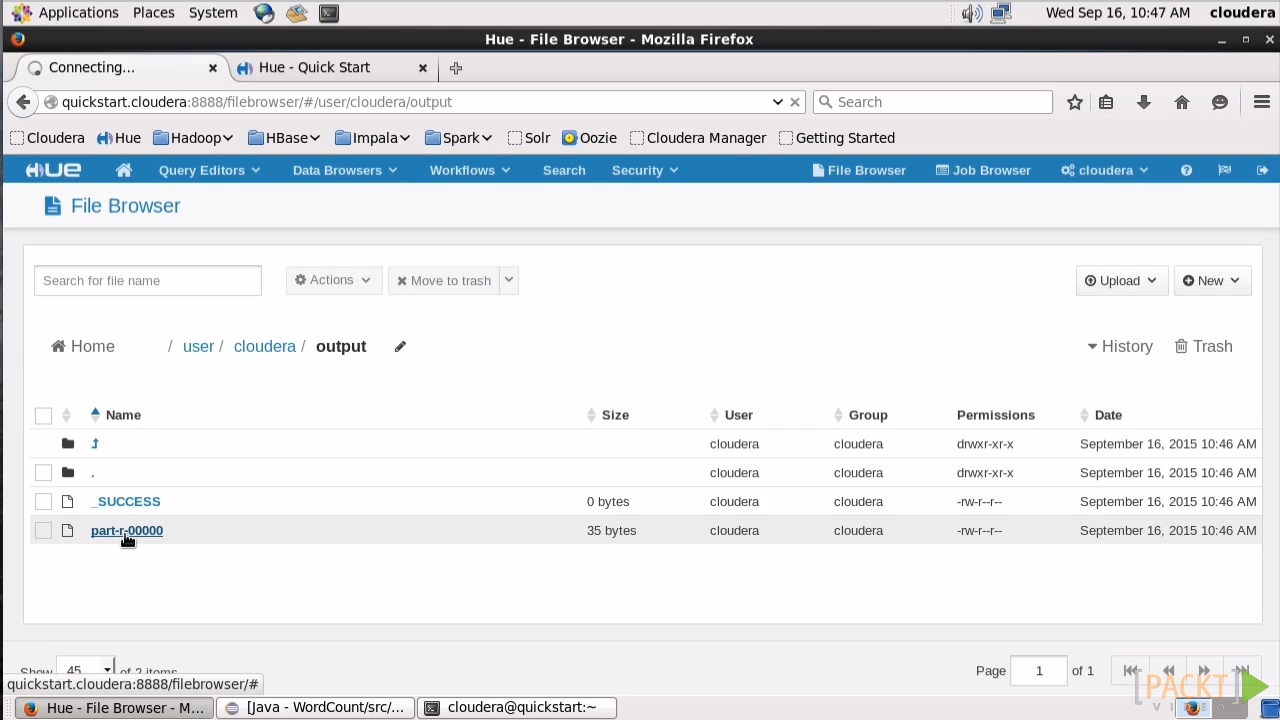 Applications Places System Wed Sep 16, 10:47 AM cloudera
Hue - File Browser - Mozilla Firefox
Connecting... Hue - Quick Start
quickstart.cloudera:8888/filebrowser/#/user/cloudera/output Search
Cloudera Hue Hadoop HBase Impala Spark Solr Oozie Cloudera Manager Getting Started
HUE Query Editors Data Browsers Workflows Search Security File Browser Job Browser cloudera
File Browser
Search for file name Actions Move to trash Upload New
Home / user / cloudera / output History Trash
Name Size User Group Permissions Date
cloudera cloudera drwxr-xr-x September 16, 2015 10:46 AM
. cloudera cloudera drwxr-xr-x September 16, 2015 10:46 AM
_SUCCESS 0 bytes cloudera cloudera -rw-r--r-- September 16, 2015 10:46 AM
part-r-00000 35 bytes cloudera cloudera -rw-r--r-- September 16, 2015 10:46 AM
Show 45 of 2 items Page 1 of 1
quickstart.cloudera:8888/filebrowser/#
[PACKT]
VIDEO
Hue - File Browser - M... [Java - WordCount/src/... cloudera@quickstart:~